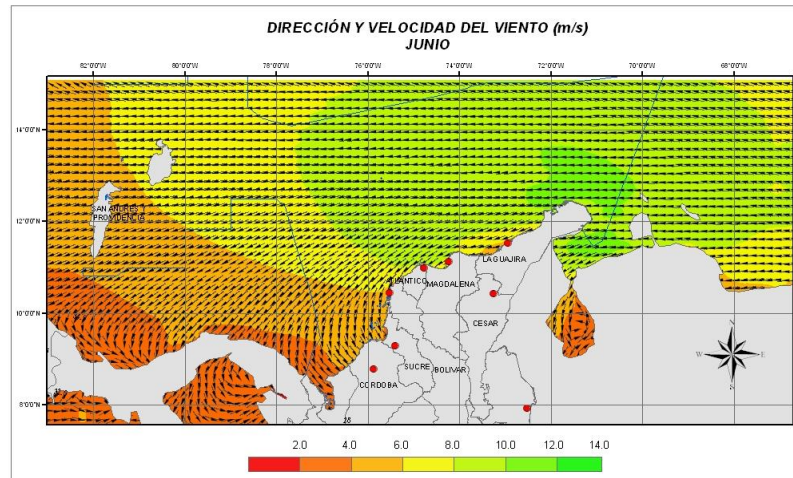 DIRECCIÓN Y VELOCIDAD DEL VIENTO (m/s)
JUNIO
82°0'0"W 80°0'0"W 78°0'0"W 76°0'0"W 74°0'0"W 72°0'0"W 70°0'0"W 68°0'0"W
14°0'0"N
12°0'0"N
10°0'0"N
8°0'0"N
SAN ANDRES Y
PROVIDENCIA
ATLANTICO
MAGDALENA
LA GUAJIRA
CESAR
SUCRE
BOLIVAR
CORDOBA
N
W E
S
2.0 4.0 6.0 8.0 10.0 12.0 14.0